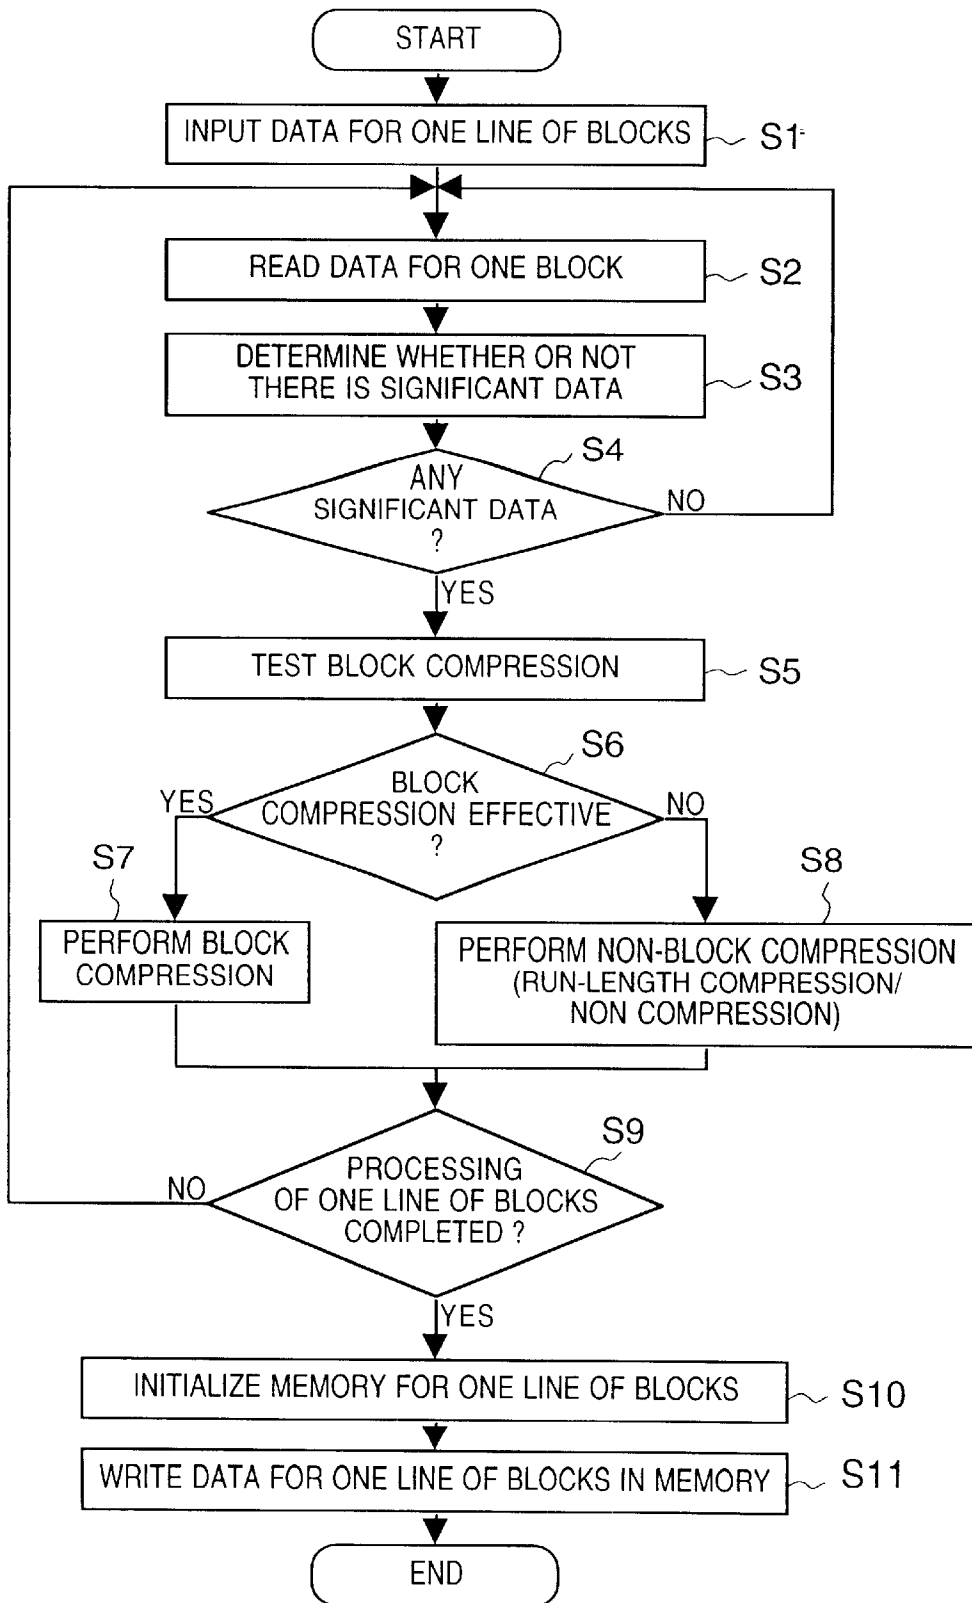 START
INPUT DATA FOR ONE LINE OF BLOCKS
S1
READ DATA FOR ONE BLOCK
S2
DETERMINE WHETHER OR NOT
THERE IS SIGNIFICANT DATA
S3
S4
ANY
SIGNIFICANT DATA
?
NO
YES
TEST BLOCK COMPRESSION
S5
S6
BLOCK
COMPRESSION EFFECTIVE
?
YES
NO
S7
S8
PERFORM BLOCK
COMPRESSION
PERFORM NON-BLOCK COMPRESSION
(RUN-LENGTH COMPRESSION/
NON COMPRESSION)
S9
PROCESSING
OF ONE LINE OF BLOCKS
COMPLETED ?
NO
YES
INITIALIZE MEMORY FOR ONE LINE OF BLOCKS
S10
WRITE DATA FOR ONE LINE OF BLOCKS IN MEMORY
S11
END